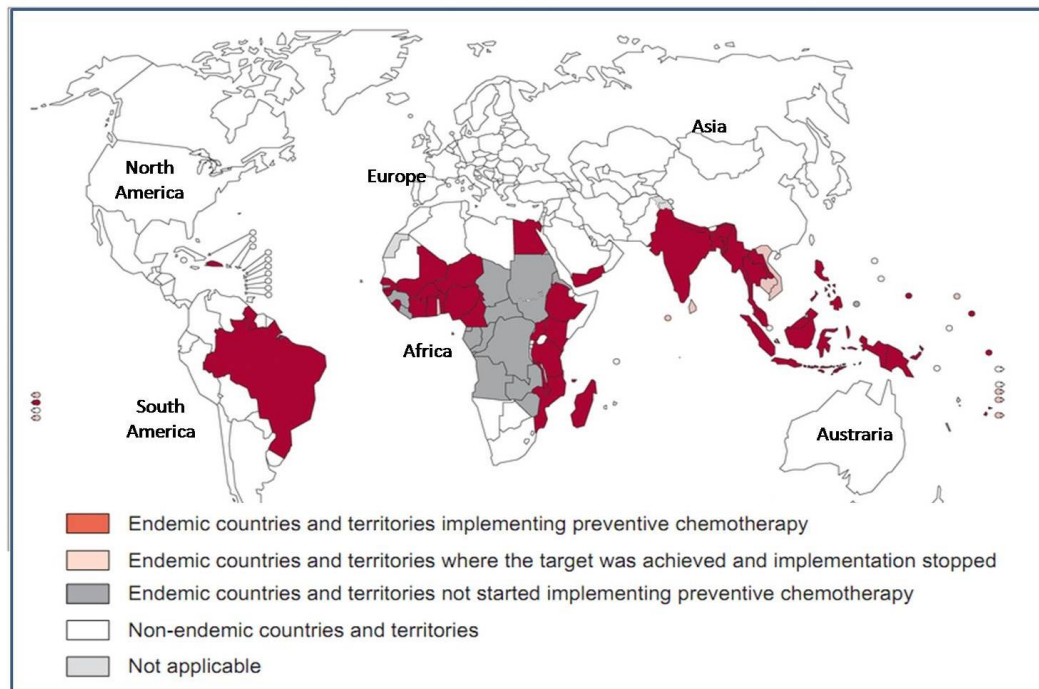 Asia
North
America
Europe
Africa
South
America
Austraria
Endemic countries and territories implementing preventive chemotherapy
Endemic countries and territories where the target was achieved and implementation stopped
Endemic countries and territories not started implementing preventive chemotherapy
Non-endemic countries and territories
Not applicable